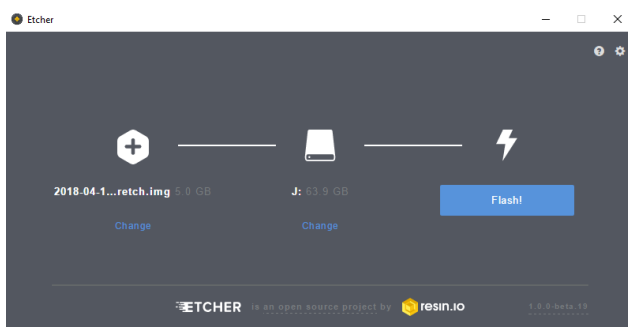 Etcher
2018-04-1...retch.img 5.0 GB
J: 63.9 GB
Flash!
Change
Change
ETCHER is an open source project by resin.io
1.0.0-beta.19